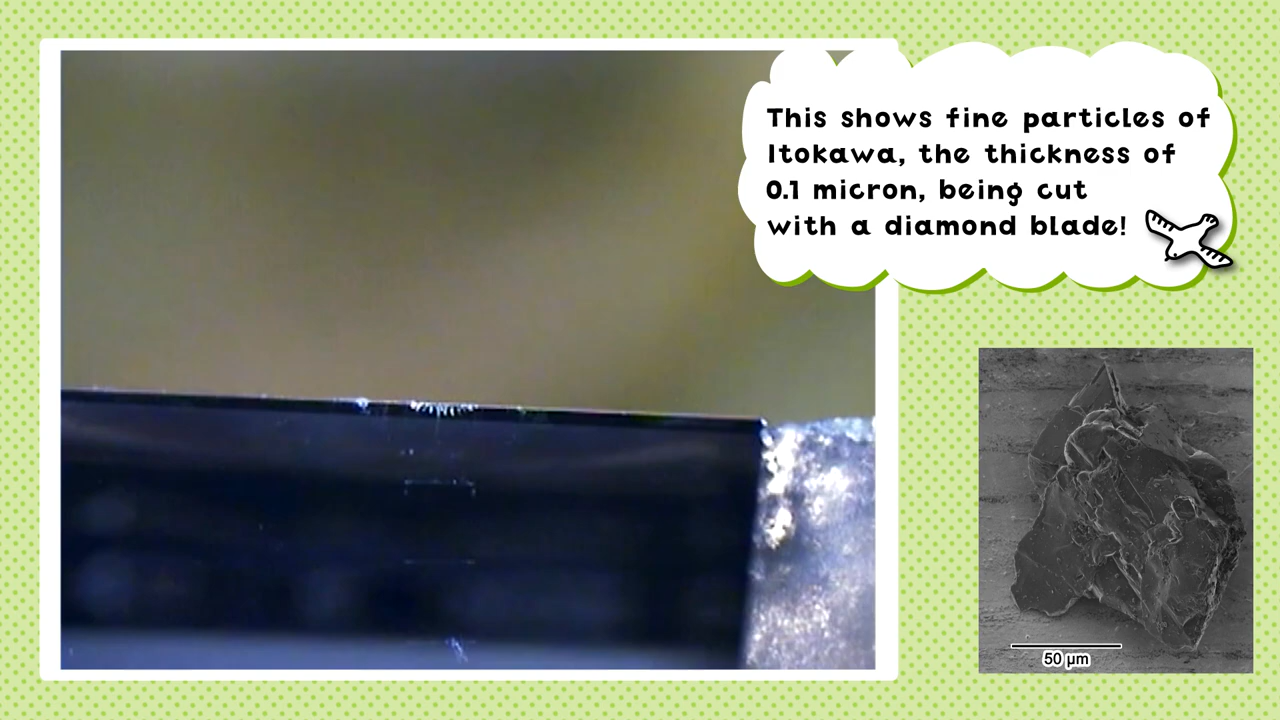 This shows fine particles of
Itokawa, the thickness of
0.1 micron, being cut
with a diamond blade!
50 µm